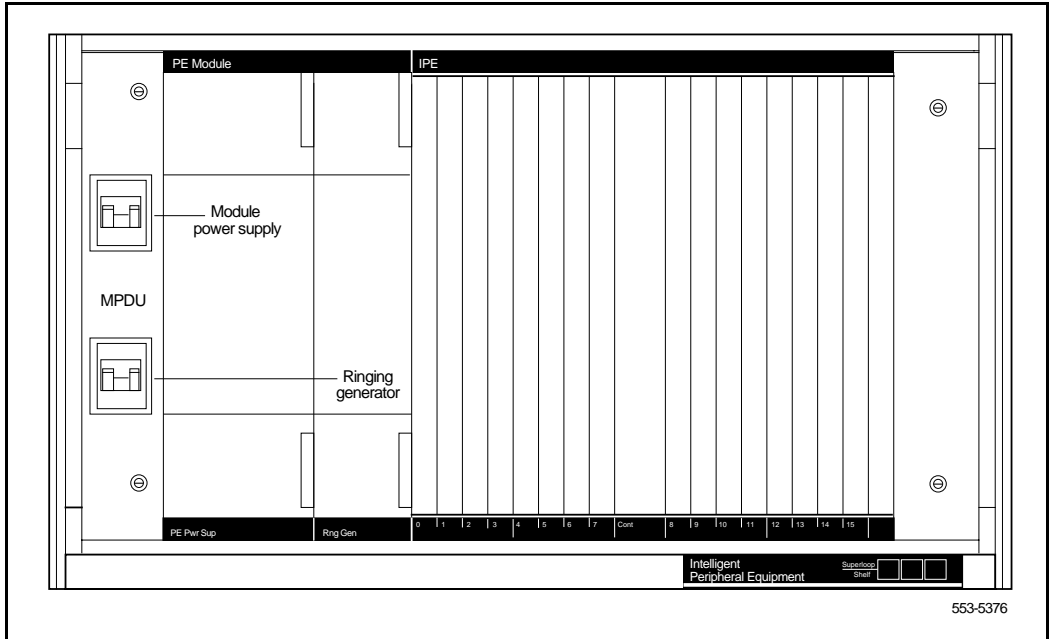 PE Module
IPE
Module
power supply
MPDU
Ringing
generator
PE Pwr Sup
Rng Gen
0 1 2 3 4 5 6 7 Cont 8 9 10 11 12 13 14 15
Intelligent
Peripheral Equipment
Superloop
Shelf
553-5376